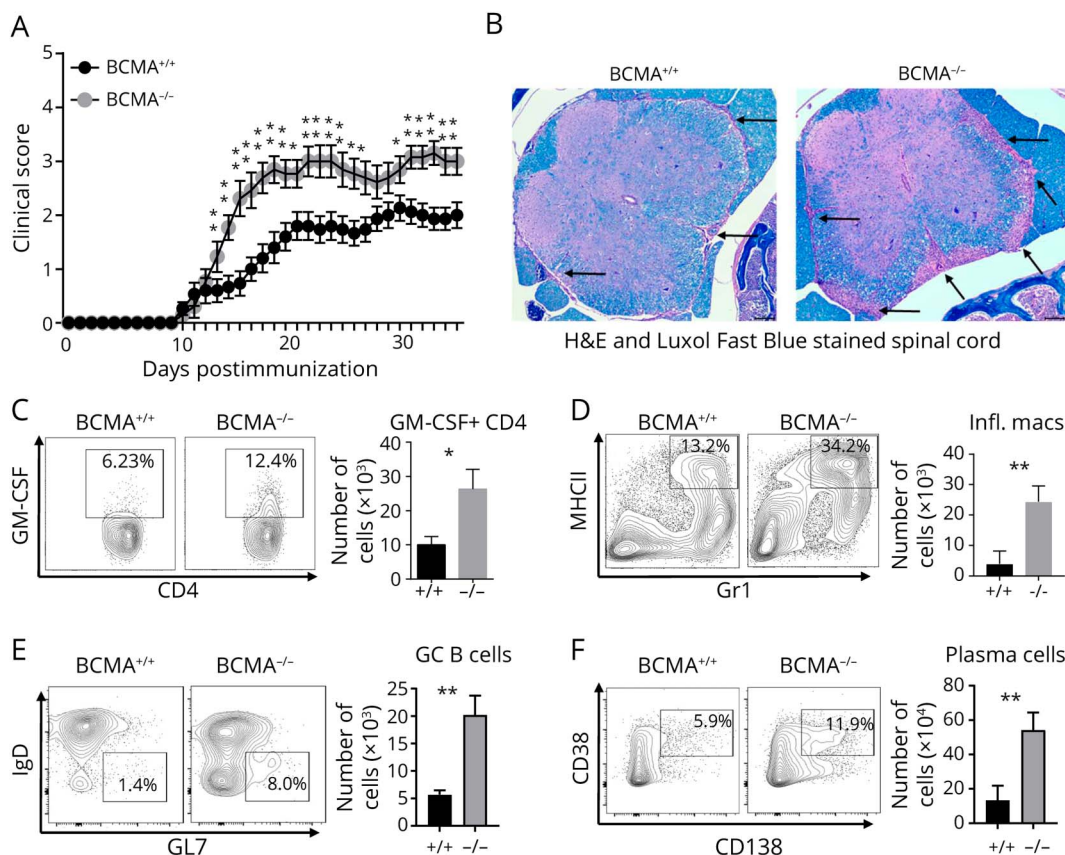 A
5
4
3
2
1
0
Clinical score
BCMA+/+
BCMA−/−
* * * * * * * * * * * * * * * * * * *
* * * * * * * * * * * * * * * *
0 10 20 30
Days postimmunization
B
BCMA+/+ BCMA−/−
H&E and Luxol Fast Blue stained spinal cord
C
BCMA+/+ BCMA−/−
6.23% 12.4%
GM-CSF
CD4
GM-CSF+ CD4
Number of
cells (×10³)
40
30
20
10
0
*
+/+ −/−
D
BCMA+/+ BCMA−/−
13.2% 34.2%
MHCII
Gr1
Infl. macs
Number of
cells (×10³)
40
30
20
10
0
**
+/+ -/-
E
BCMA+/+ BCMA−/−
1.4% 8.0%
IgD
GL7
GC B cells
Number of
cells (×10³)
25
20
15
10
5
0
**
+/+ −/−
F
BCMA+/+ BCMA−/−
5.9% 11.9%
CD38
CD138
Plasma cells
Number of
cells (×10⁴)
80
60
40
20
0
**
+/+ −/−